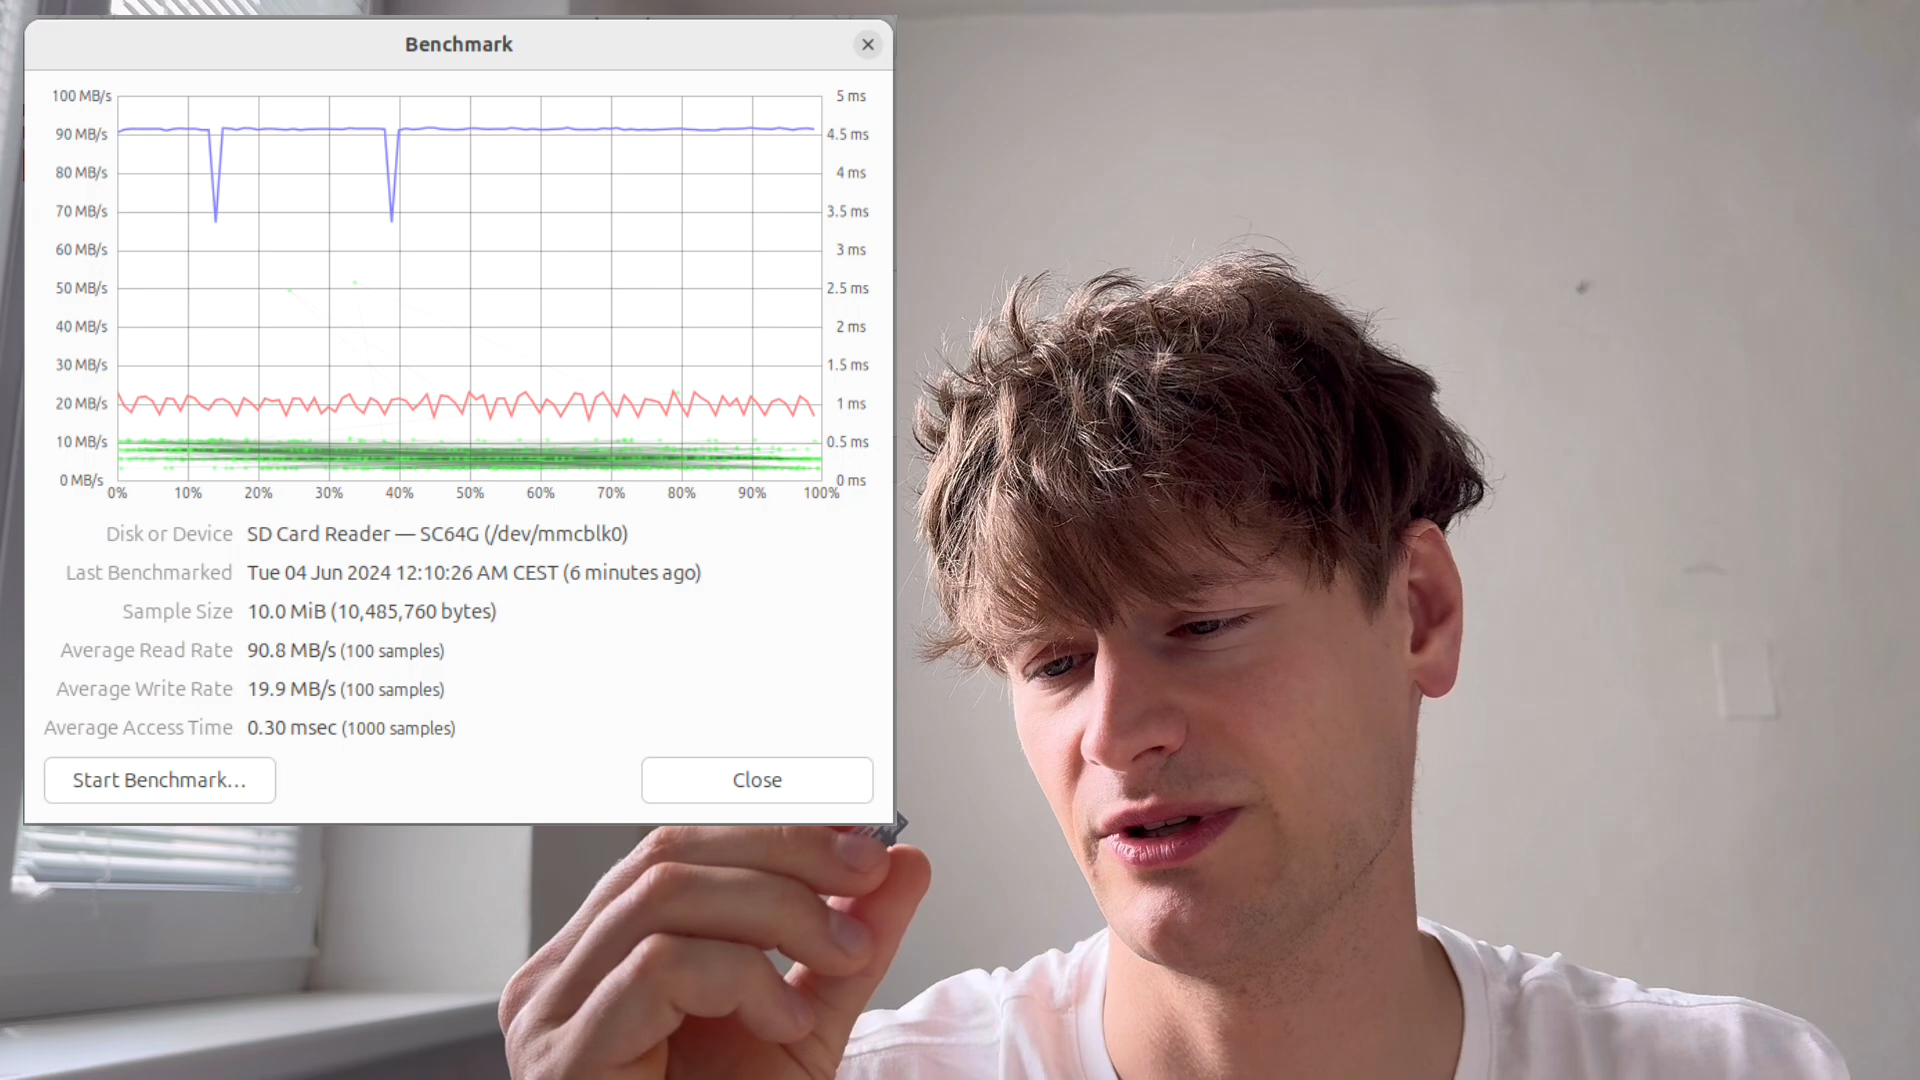 Benchmark
100 MB/s
90 MB/s
80 MB/s
70 MB/s
60 MB/s
50 MB/s
40 MB/s
30 MB/s
20 MB/s
10 MB/s
0 MB/s
5 ms
4.5 ms
4 ms
3.5 ms
3 ms
2.5 ms
2 ms
1.5 ms
1 ms
0.5 ms
0 ms
0% 10% 20% 30% 40% 50% 60% 70% 80% 90% 100%
Disk or Device SD Card Reader — SC64G (/dev/mmcblk0)
Last Benchmarked Tue 04 Jun 2024 12:10:26 AM CEST (6 minutes ago)
Sample Size 10.0 MiB (10,485,760 bytes)
Average Read Rate 90.8 MB/s (100 samples)
Average Write Rate 19.9 MB/s (100 samples)
Average Access Time 0.30 msec (1000 samples)
Start Benchmark… Close